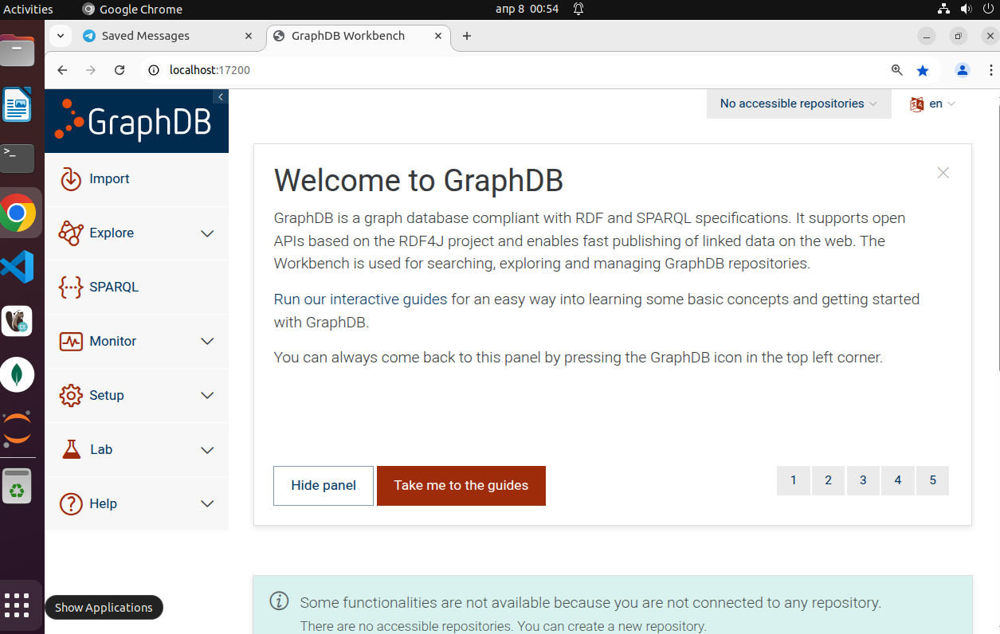 Activities
Google Chrome
апр 8 00:54
Saved Messages
GraphDB Workbench
localhost:17200
GraphDB
No accessible repositories
en
Import
Explore
SPARQL
Monitor
Setup
Lab
Help
Welcome to GraphDB
GraphDB is a graph database compliant with RDF and SPARQL specifications. It supports open
APIs based on the RDF4J project and enables fast publishing of linked data on the web. The
Workbench is used for searching, exploring and managing GraphDB repositories.
Run our interactive guides for an easy way into learning some basic concepts and getting started
with GraphDB.
You can always come back to this panel by pressing the GraphDB icon in the top left corner.
Hide panel
Take me to the guides
1 2 3 4 5
Some functionalities are not available because you are not connected to any repository.
There are no accessible repositories. You can create a new repository.
Show Applications